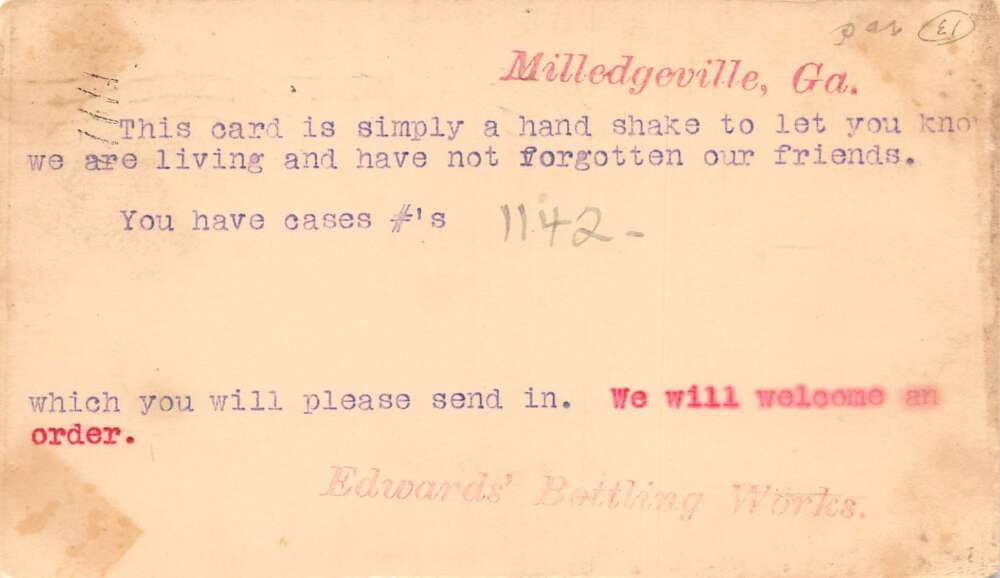 13
Milledgeville, Ga.
This card is simply a hand shake to let you kno
we are living and have not forgotten our friends.
You have cases #'s 1142-
which you will please send in. We will welcome an
order.
Edwards' Bottling Works.